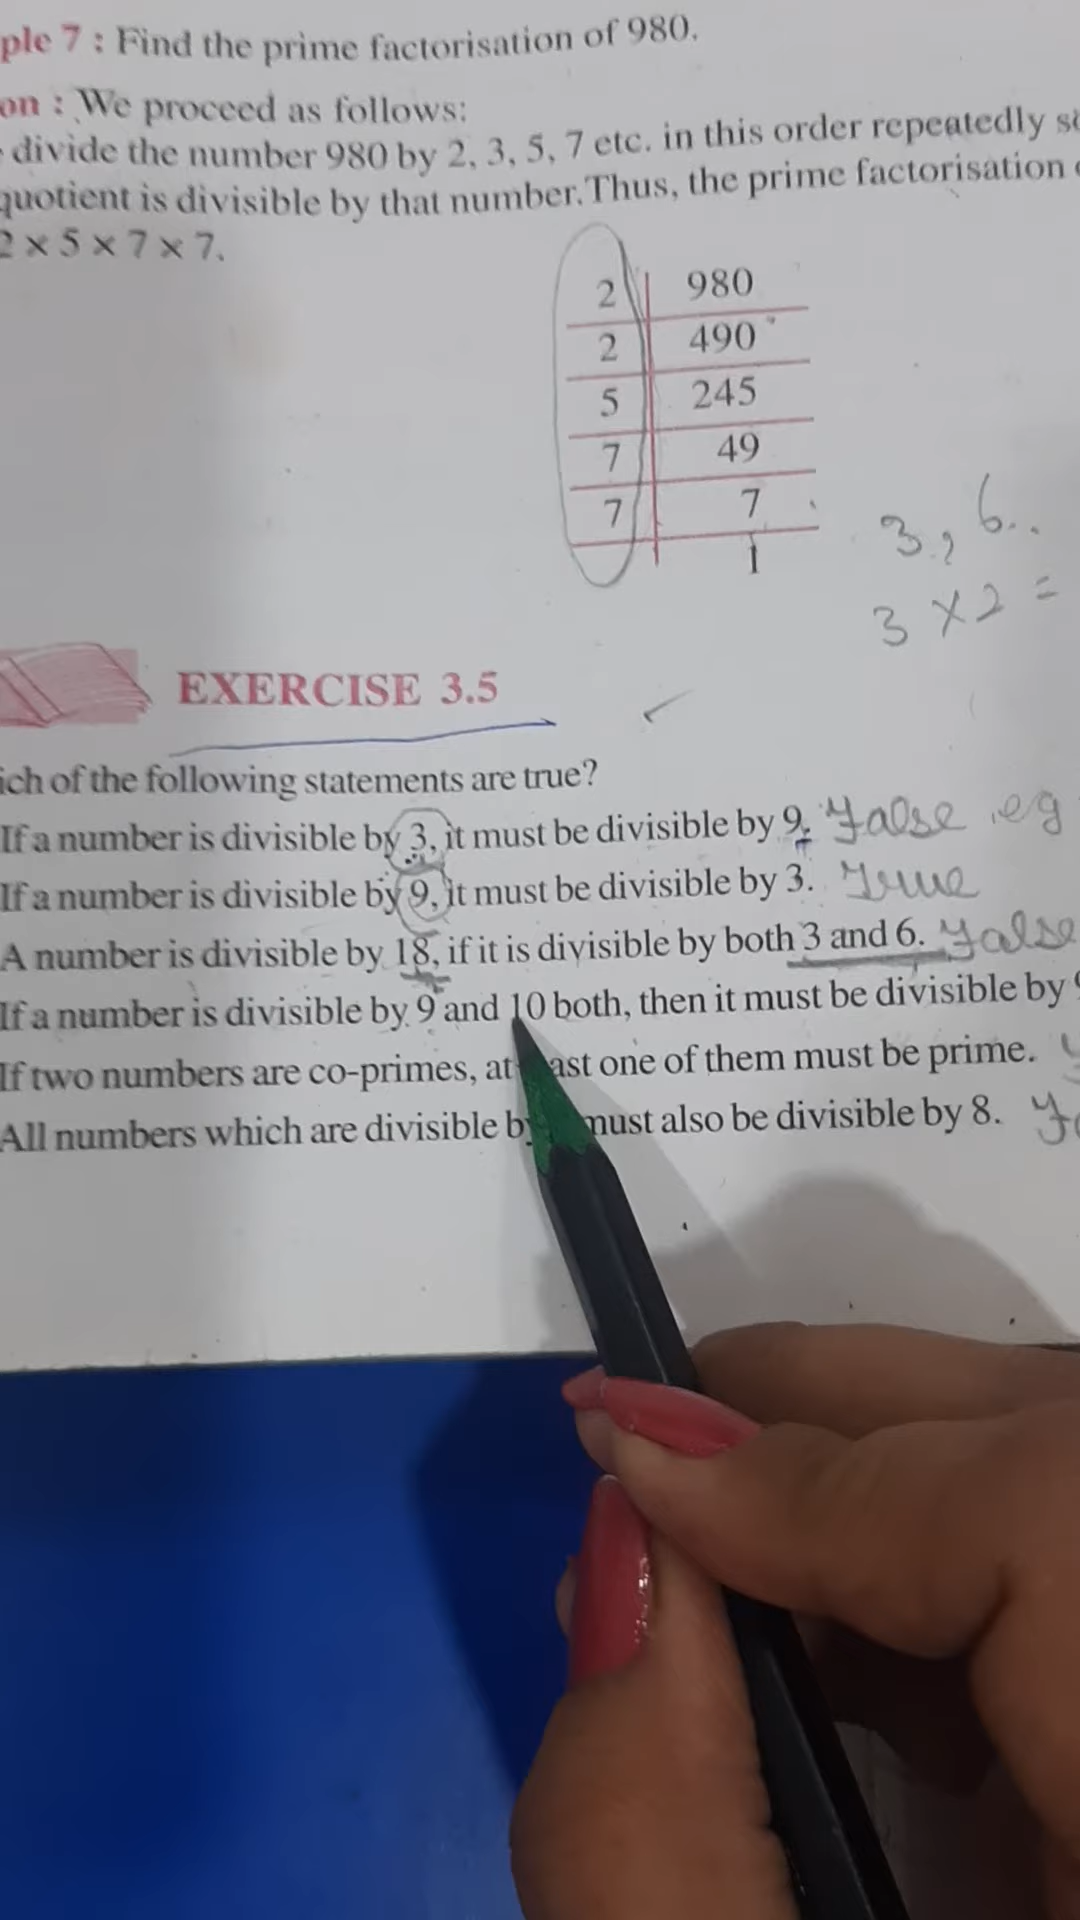 ple 7 : Find the prime factorisation of 980.
on : We proceed as follows:
divide the number 980 by 2, 3, 5, 7 etc. in this order repeatedly
quotient is divisible by that number. Thus, the prime factorisation
2 × 5 × 7 × 7.
2 980
2 490
5 245
7 49
7 7
1
3, 6..
3 × 2 =
EXERCISE 3.5
ich of the following statements are true?
If a number is divisible by 3, it must be divisible by 9. False eg
If a number is divisible by 9, it must be divisible by 3. True
A number is divisible by 18, if it is divisible by both 3 and 6. False
If a number is divisible by 9 and 10 both, then it must be divisible by 9
If two numbers are co-primes, at ast one of them must be prime.
All numbers which are divisible b must also be divisible by 8.